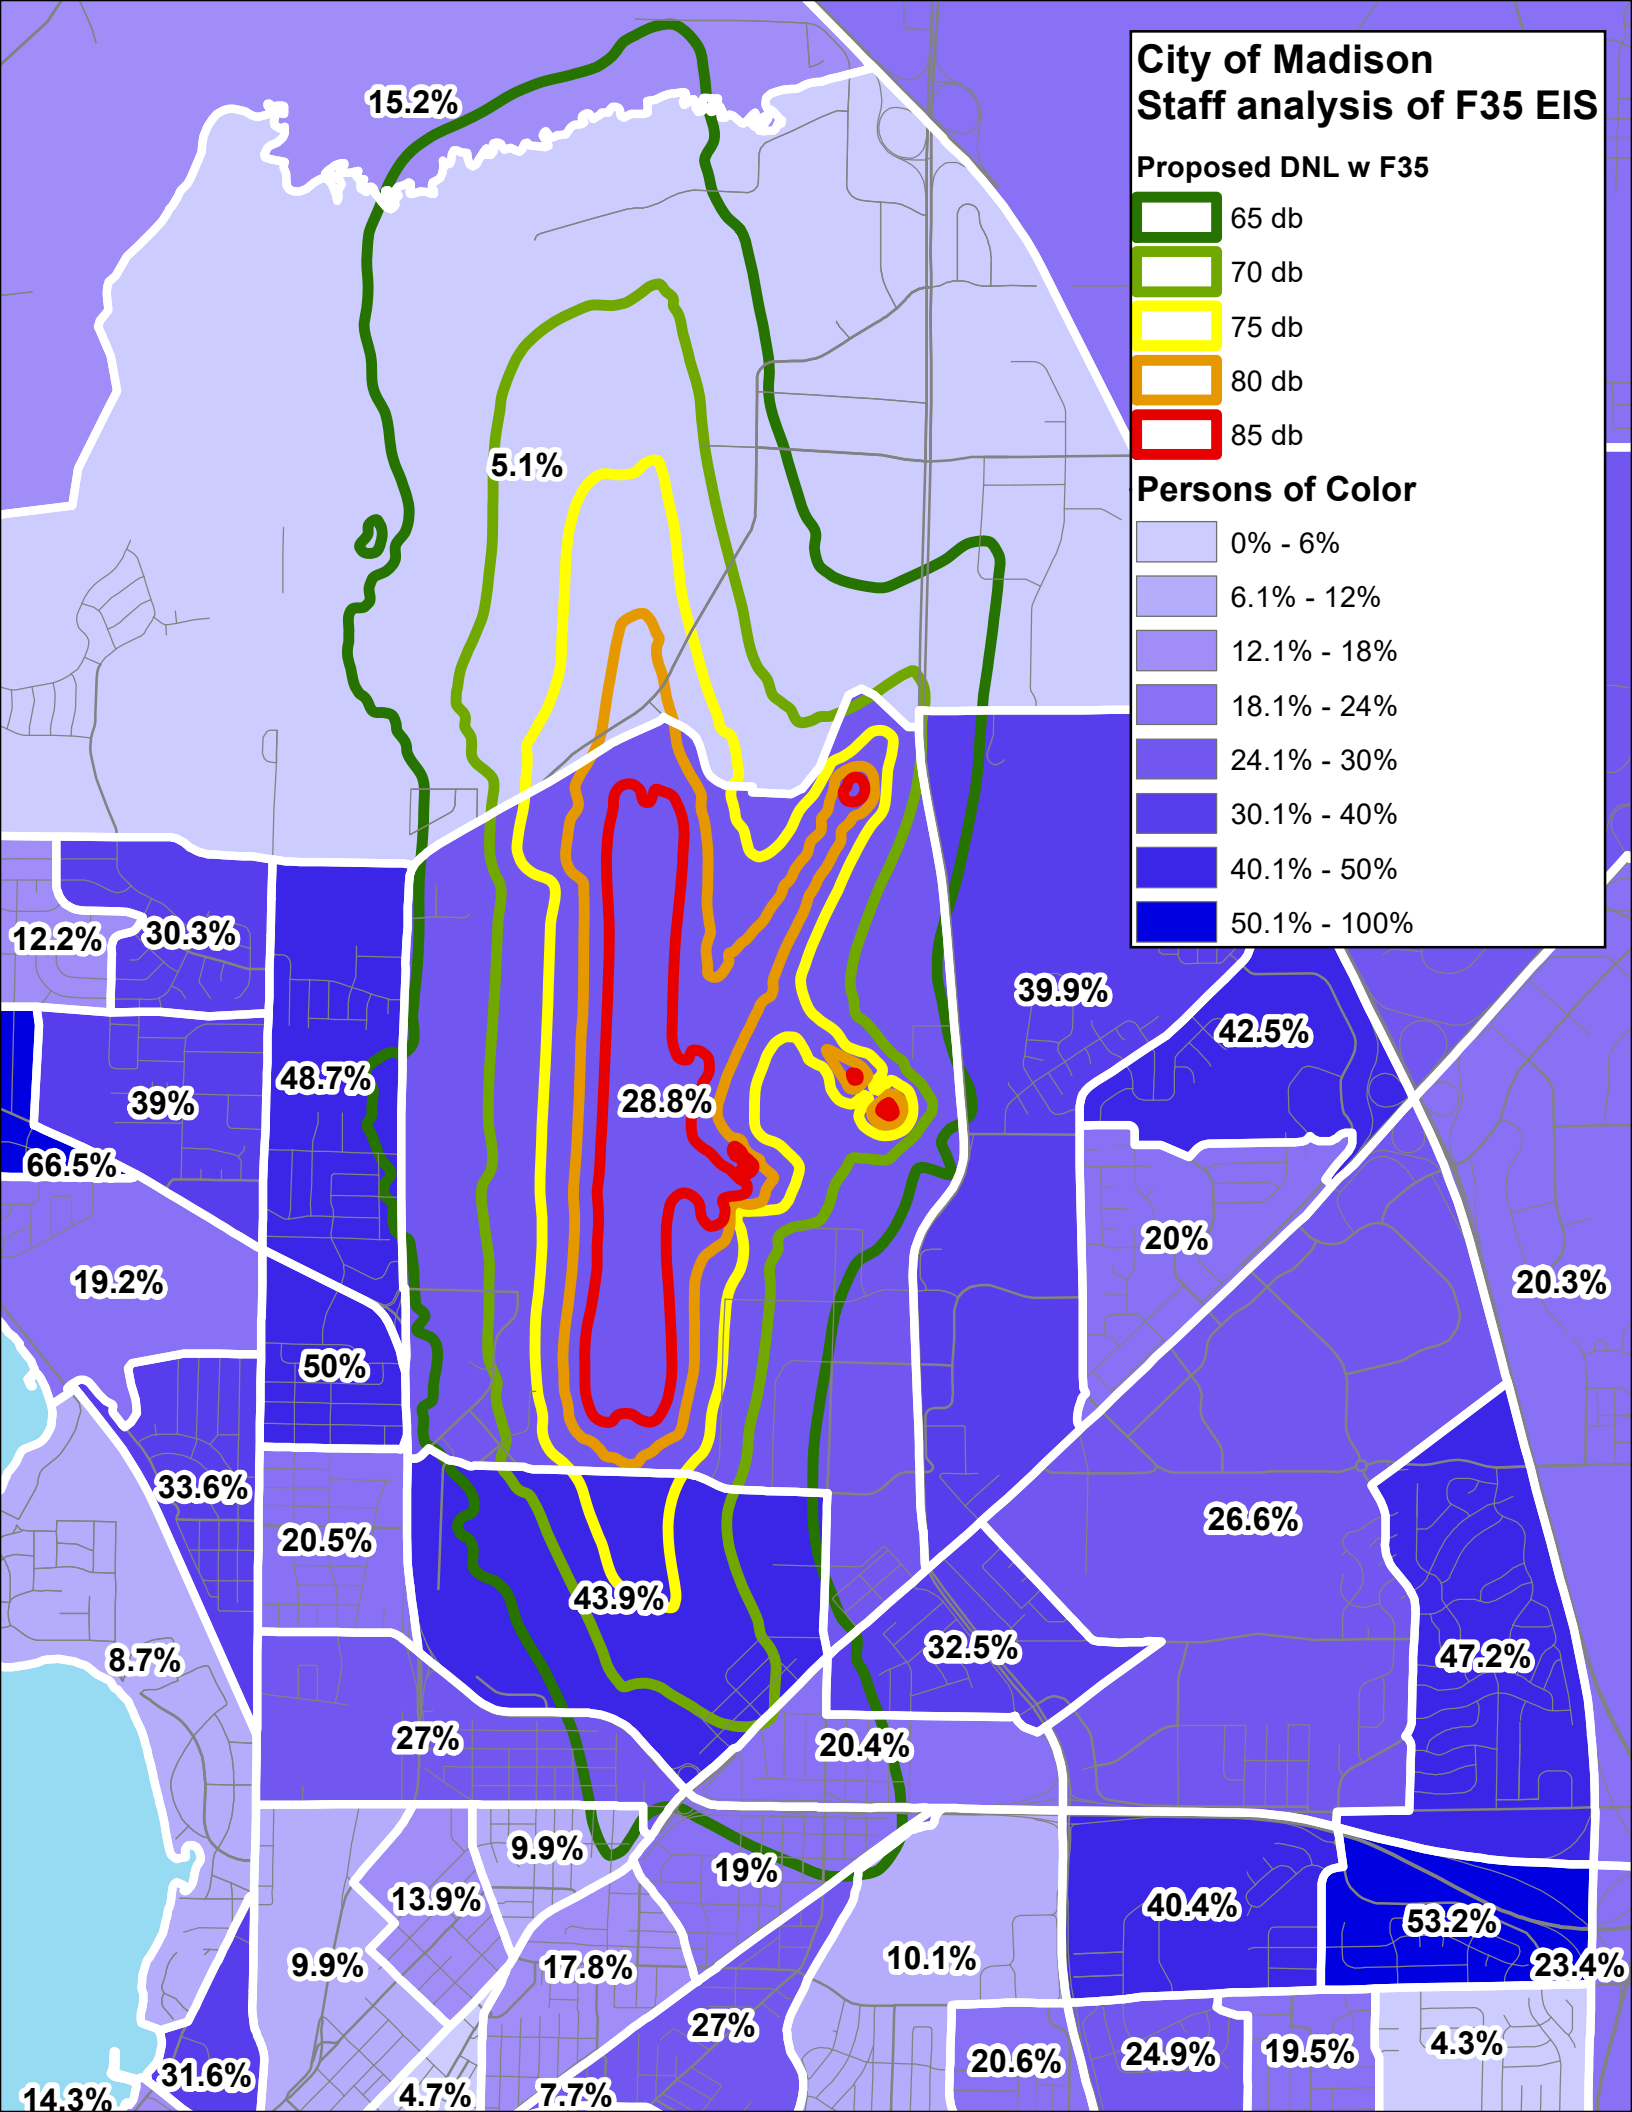 City of Madison
Staff analysis of F35 EIS
Proposed DNL w F35
65 db
70 db
75 db
80 db
85 db
Persons of Color
0% - 6%
6.1% - 12%
12.1% - 18%
18.1% - 24%
24.1% - 30%
30.1% - 40%
40.1% - 50%
50.1% - 100%
15.2%
5.1%
12.2%
30.3%
39.9%
42.5%
48.7%
39%
28.8%
66.5%
20%
19.2%
20.3%
50%
33.6%
20.5%
26.6%
43.9%
8.7%
32.5%
47.2%
27%
20.4%
9.9%
19%
13.9%
40.4%
53.2%
9.9%
17.8%
10.1%
23.4%
27%
20.6%
24.9%
19.5%
4.3%
31.6%
14.3%
4.7%
7.7%